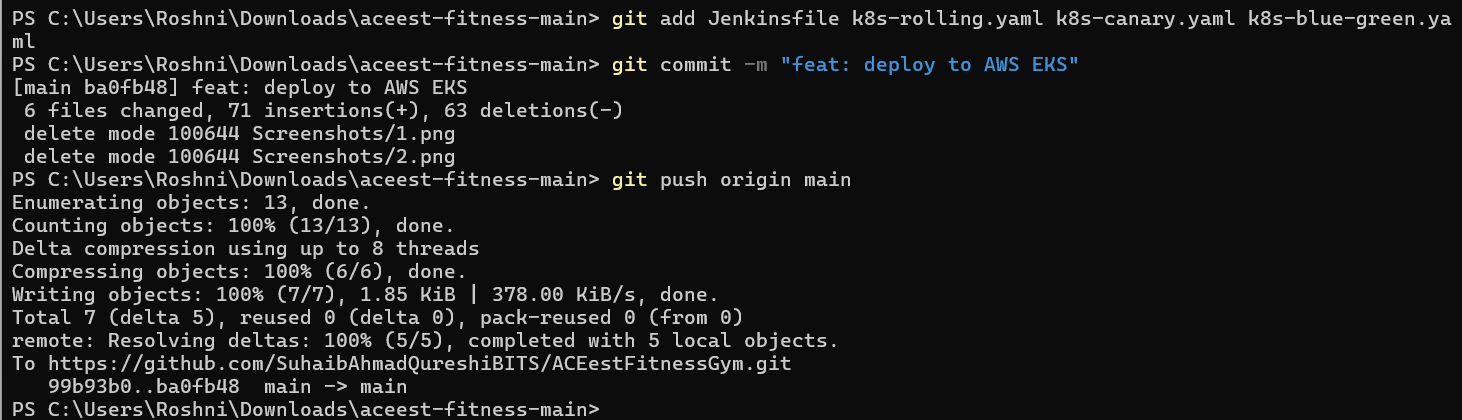 PS C:\Users\Roshni\Downloads\aceest-fitness-main> git add Jenkinsfile k8s-rolling.yaml k8s-canary.yaml k8s-blue-green.ya
ml
PS C:\Users\Roshni\Downloads\aceest-fitness-main> git commit -m "feat: deploy to AWS EKS"
[main ba0fb48] feat: deploy to AWS EKS
 6 files changed, 71 insertions(+), 63 deletions(-)
 delete mode 100644 Screenshots/1.png
 delete mode 100644 Screenshots/2.png
PS C:\Users\Roshni\Downloads\aceest-fitness-main> git push origin main
Enumerating objects: 13, done.
Counting objects: 100% (13/13), done.
Delta compression using up to 8 threads
Compressing objects: 100% (6/6), done.
Writing objects: 100% (7/7), 1.85 KiB | 378.00 KiB/s, done.
Total 7 (delta 5), reused 0 (delta 0), pack-reused 0 (from 0)
remote: Resolving deltas: 100% (5/5), completed with 5 local objects.
To https://github.com/SuhaibAhmadQureshiBITS/ACEestFitnessGym.git
   99b93b0..ba0fb48  main -> main
PS C:\Users\Roshni\Downloads\aceest-fitness-main>